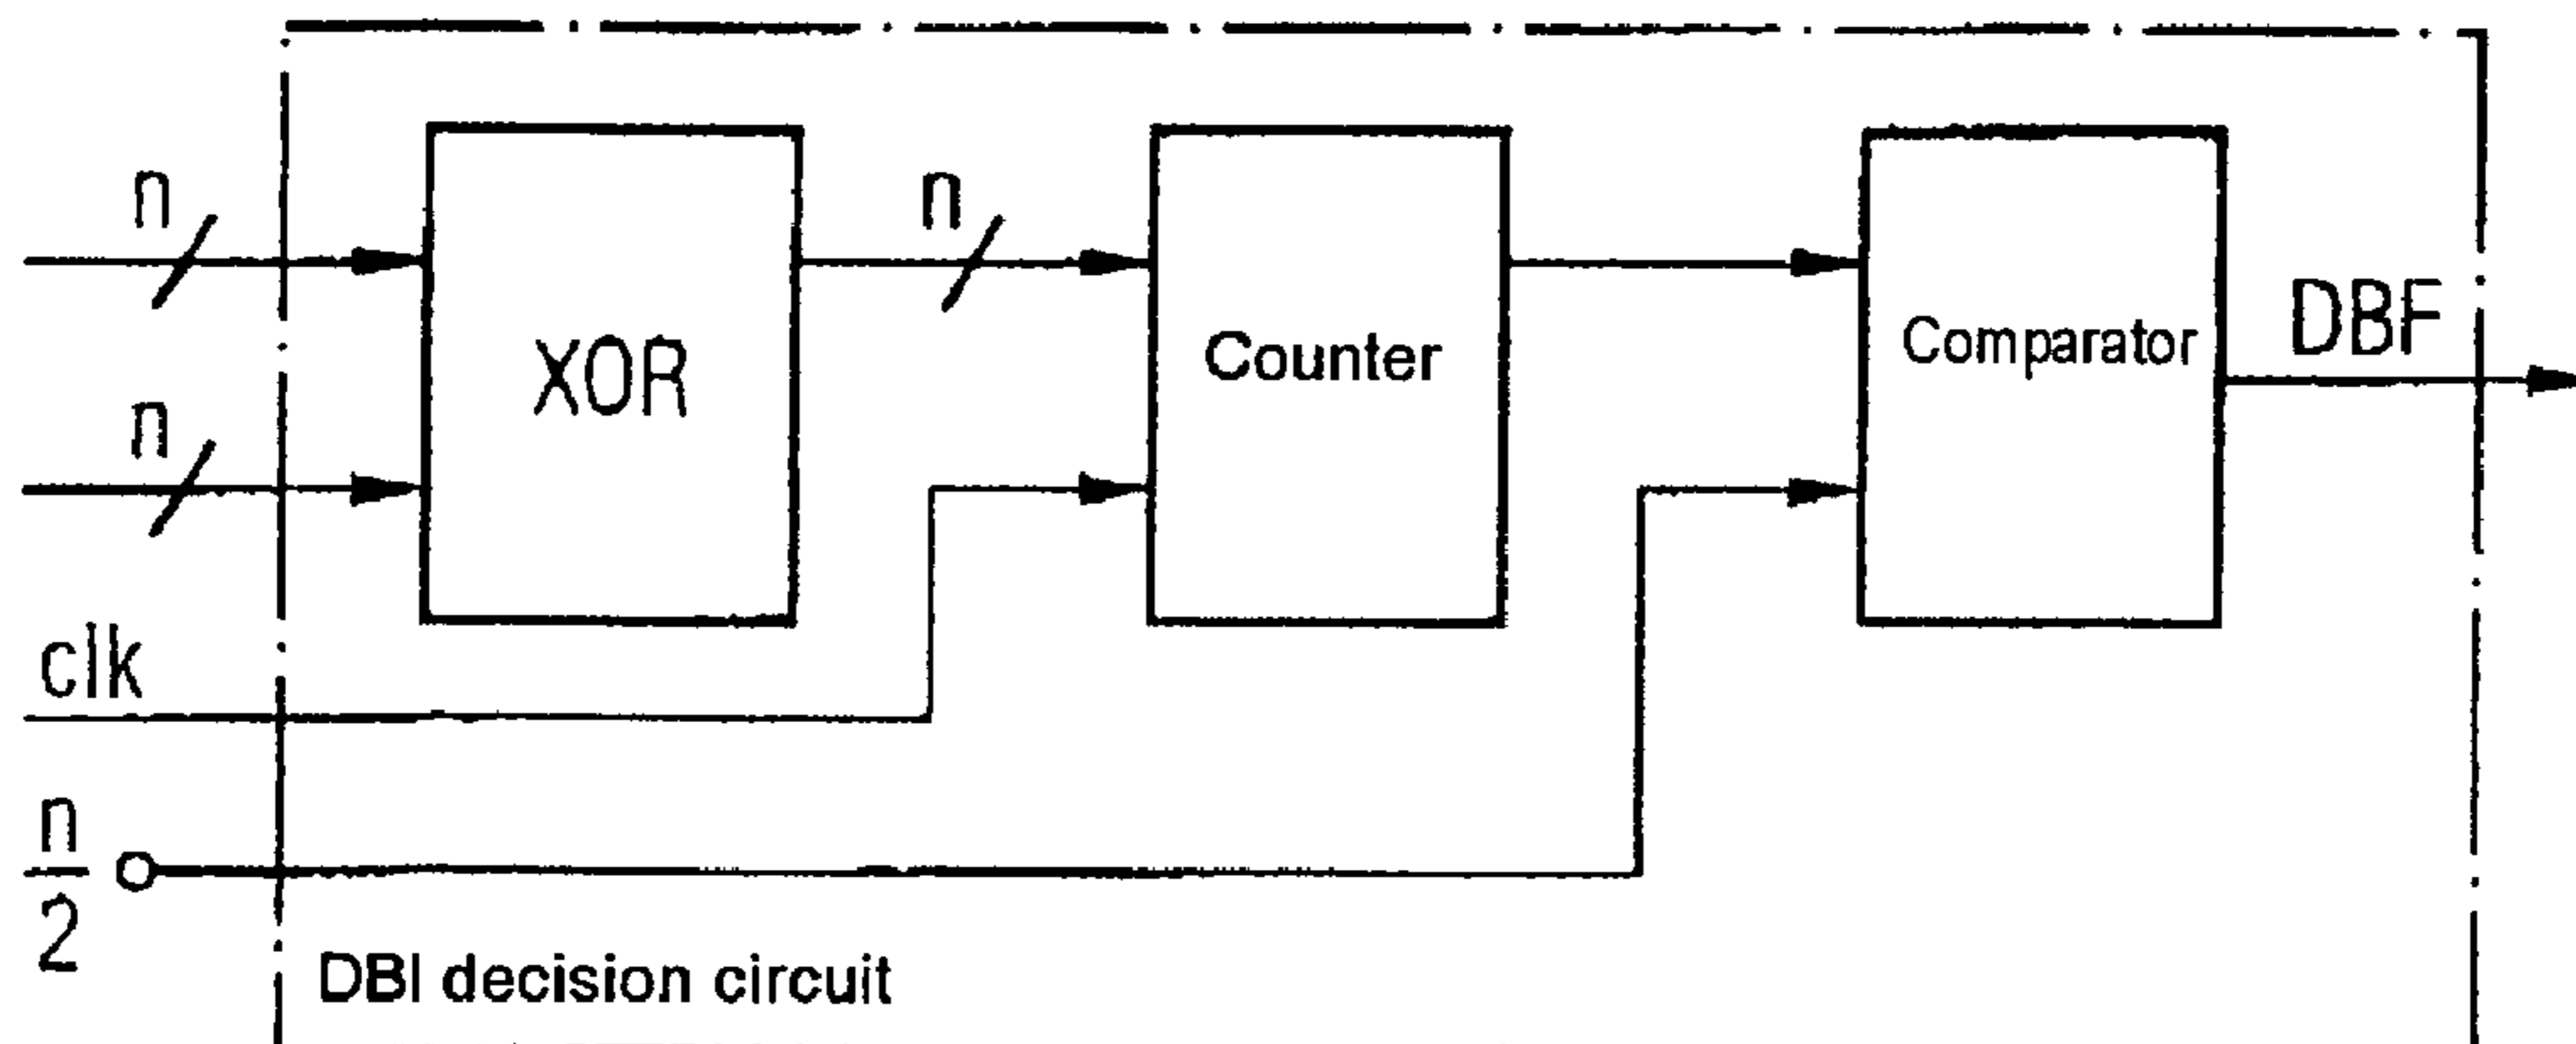 n
n
XOR
Counter
Comparator
DBF
n
clk
n
2
DBI decision circuit